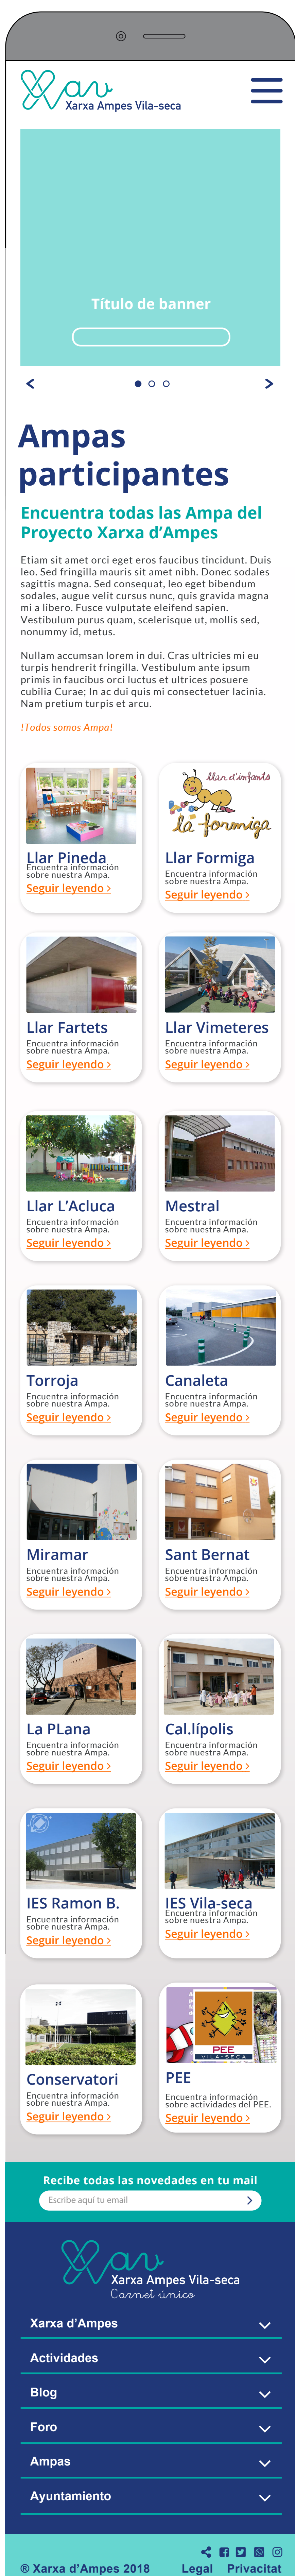 Xav
Xarxa Ampes Vila-seca
Título de banner
Ampas
participantes
Encuentra todas las Ampa del
Proyecto Xarxa d’Ampes
Etiam sit amet orci eget eros faucibus tincidunt. Duis
leo. Sed fringilla mauris sit amet nibh. Donec sodales
sagittis magna. Sed consequat, leo eget bibendum
sodales, augue velit cursus nunc, quis gravida magna
mi a libero. Fusce vulputate eleifend sapien.
Vestibulum purus quam, scelerisque ut, mollis sed,
nonummy id, metus.
Nullam accumsan lorem in dui. Cras ultricies mi eu
turpis hendrerit fringilla. Vestibulum ante ipsum
primis in faucibus orci luctus et ultrices posuere
cubilia Curae; In ac dui quis mi consectetuer lacinia.
Nam pretium turpis et arcu.
!Todos somos Ampa!
Llar Pineda
Encuentra información
sobre nuestra Ampa.
Seguir leyendo >
llar d'infants
la formiga
Llar Formiga
Encuentra información
sobre nuestra Ampa.
Seguir leyendo >
Llar Fartets
Encuentra información
sobre nuestra Ampa.
Seguir leyendo >
Llar Vimeteres
Encuentra información
sobre nuestra Ampa.
Seguir leyendo >
Llar L’Acluca
Encuentra información
sobre nuestra Ampa.
Seguir leyendo >
Mestral
Encuentra información
sobre nuestra Ampa.
Seguir leyendo >
Torroja
Encuentra información
sobre nuestra Ampa.
Seguir leyendo >
Canaleta
Encuentra información
sobre nuestra Ampa.
Seguir leyendo >
Miramar
Encuentra información
sobre nuestra Ampa.
Seguir leyendo >
Sant Bernat
Encuentra información
sobre nuestra Ampa.
Seguir leyendo >
La PLana
Encuentra información
sobre nuestra Ampa.
Seguir leyendo >
Cal.lípolis
Encuentra información
sobre nuestra Ampa.
Seguir leyendo >
IES Ramon B.
Encuentra información
sobre nuestra Ampa.
Seguir leyendo >
IES Vila-seca
Encuentra información
sobre nuestra Ampa.
Seguir leyendo >
Conservatori
Encuentra información
sobre nuestra Ampa.
Seguir leyendo >
PEE
VILA-SECA
PEE
Encuentra información
sobre actividades del PEE.
Seguir leyendo >
Recibe todas las novedades en tu mail
Escribe aquí tu email
Xav
Xarxa Ampes Vila-seca
Carnet único
Xarxa d’Ampes
Actividades
Blog
Foro
Ampas
Ayuntamiento
® Xarxa d’Ampes 2018 Legal Privacitat